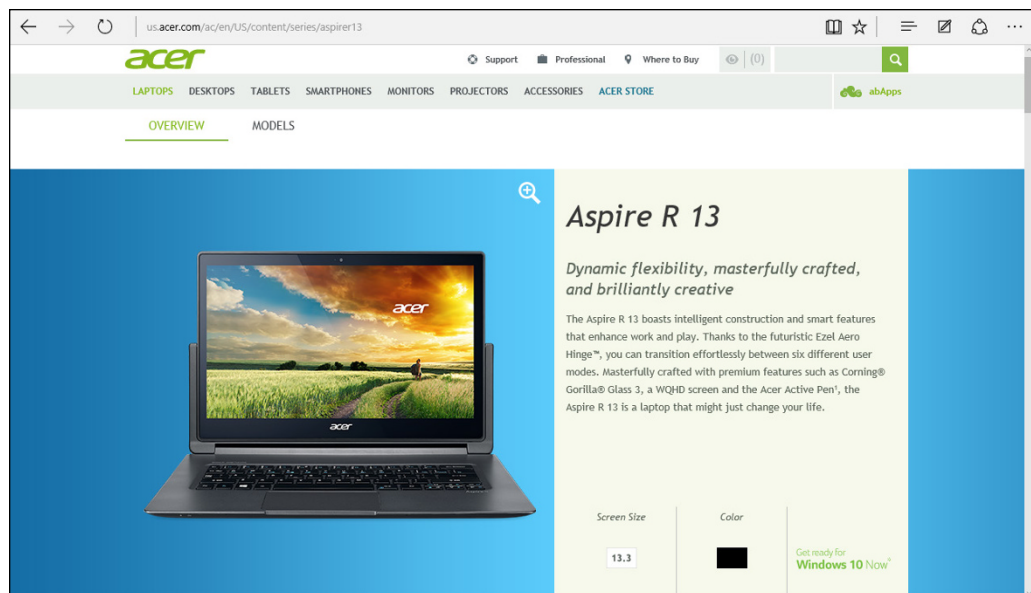 us.acer.com/ac/en/US/content/series/aspirer13
acer
Support Professional Where to Buy (0)
LAPTOPS DESKTOPS TABLETS SMARTPHONES MONITORS PROJECTORS ACCESSORIES ACER STORE abApps
OVERVIEW MODELS
Aspire R 13
Dynamic flexibility, masterfully crafted,
and brilliantly creative
The Aspire R 13 boasts intelligent construction and smart features
that enhance work and play. Thanks to the futuristic Ezel Aero
Hinge™, you can transition effortlessly between six different user
modes. Masterfully crafted with premium features such as Corning®
Gorilla® Glass 3, a WQHD screen and the Acer Active Pen¹, the
Aspire R 13 is a laptop that might just change your life.
acer
acer
Screen Size Color
13.3
Get ready for
Windows 10 Now*